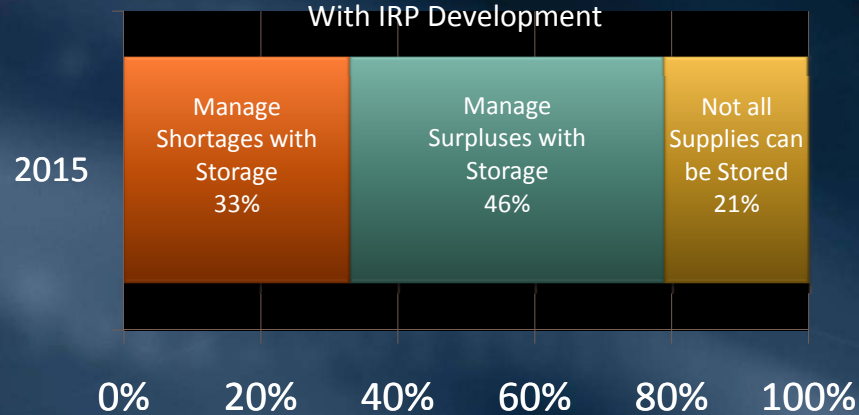 With IRP Development
Manage
Shortages with
Storage
33%
Manage
Surpluses with
Storage
46%
Not all
Supplies can
be Stored
21%
2015
0% 20% 40% 60% 80% 100%